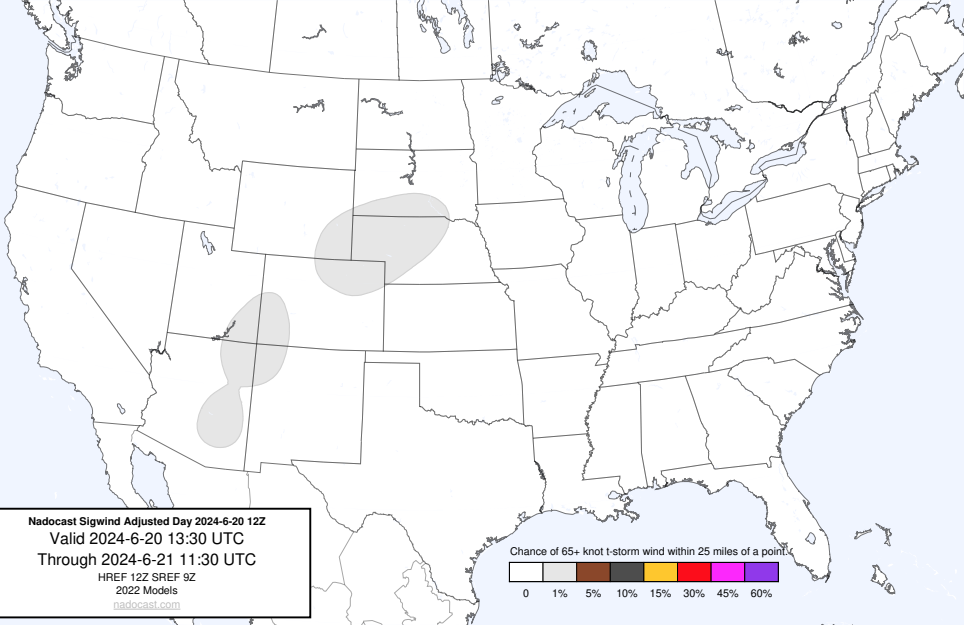 Nadocast Sigwind Adjusted Day 2024-6-20 12Z
Valid 2024-6-20 13:30 UTC
Through 2024-6-21 11:30 UTC
HREF 12Z SREF 9Z
2022 Models
nadocast.com
Chance of 65+ knot t-storm wind within 25 miles of a point.
0 1% 5% 10% 15% 30% 45% 60%